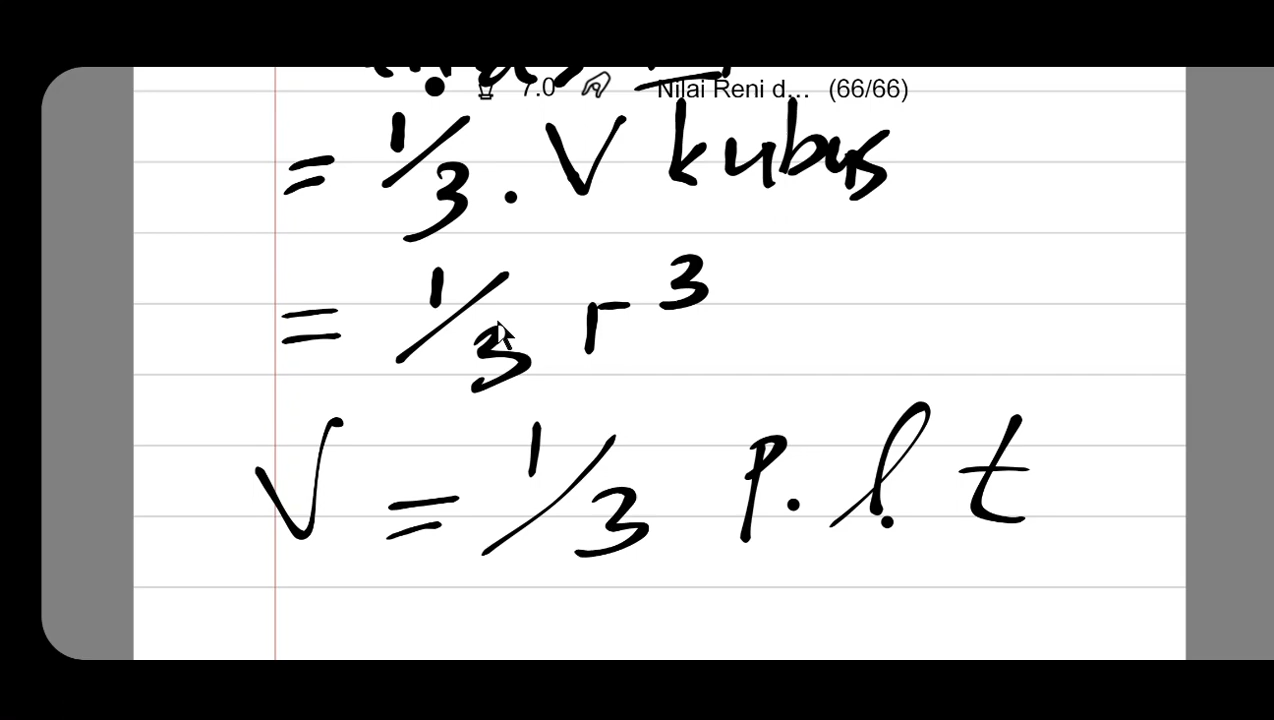 7.0 Nilai Reni d... (66/66)
= 1/3 . V kubus
= 1/3 r³
V = 1/3 p. l. t